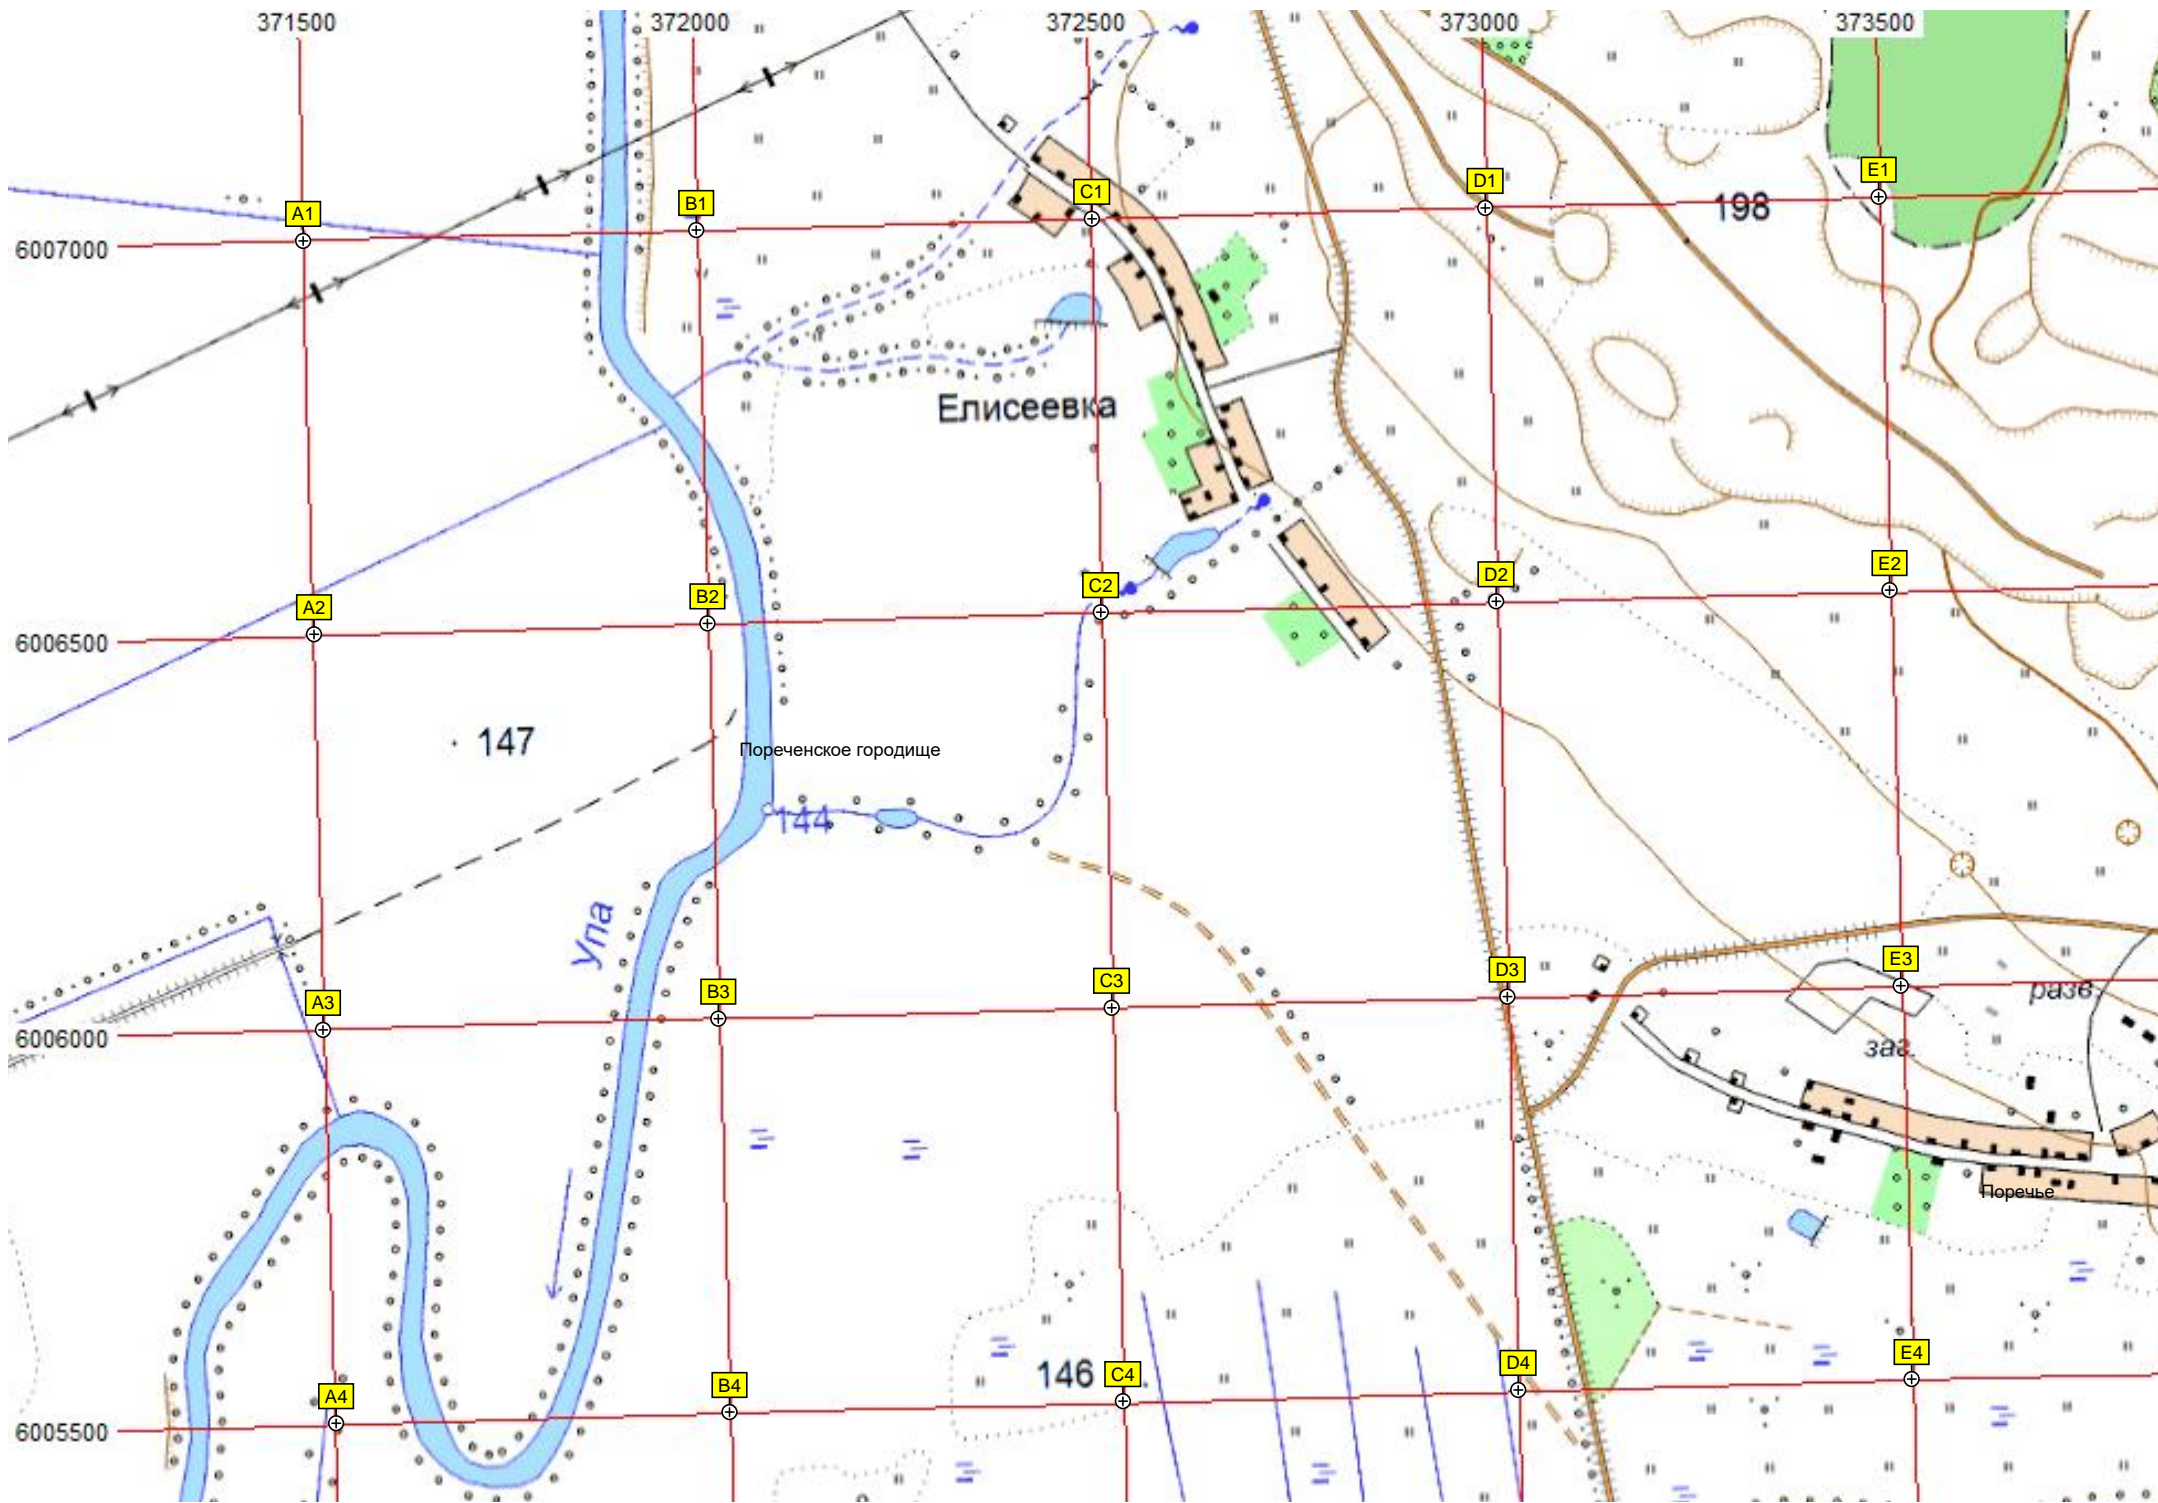 371500 372000 372500 373000 373500
E1
D1
C1
198
B1
A1
6007000
Елисеевка
E2
D2
C2
B2
A2
6006500
147
Пореченское городище
144
Упа
E3
D3
C3
B3
A3
разв.
6006000
заг.
Поречье
E4
D4
146
C4
B4
A4
6005500